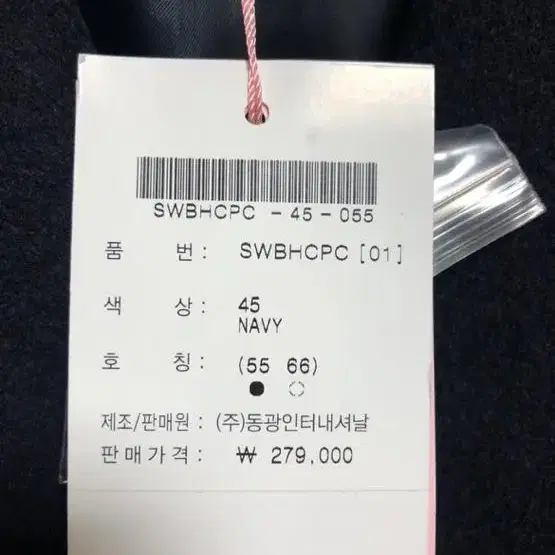 SWBHCPC - 45 - 055
품 번 : SWBHCPC [01]
색 상 : 45
NAVY
호 칭 : (55 66)
제조/판매원 : (주)동광인터내셔날
판매가격 : ₩ 279,000